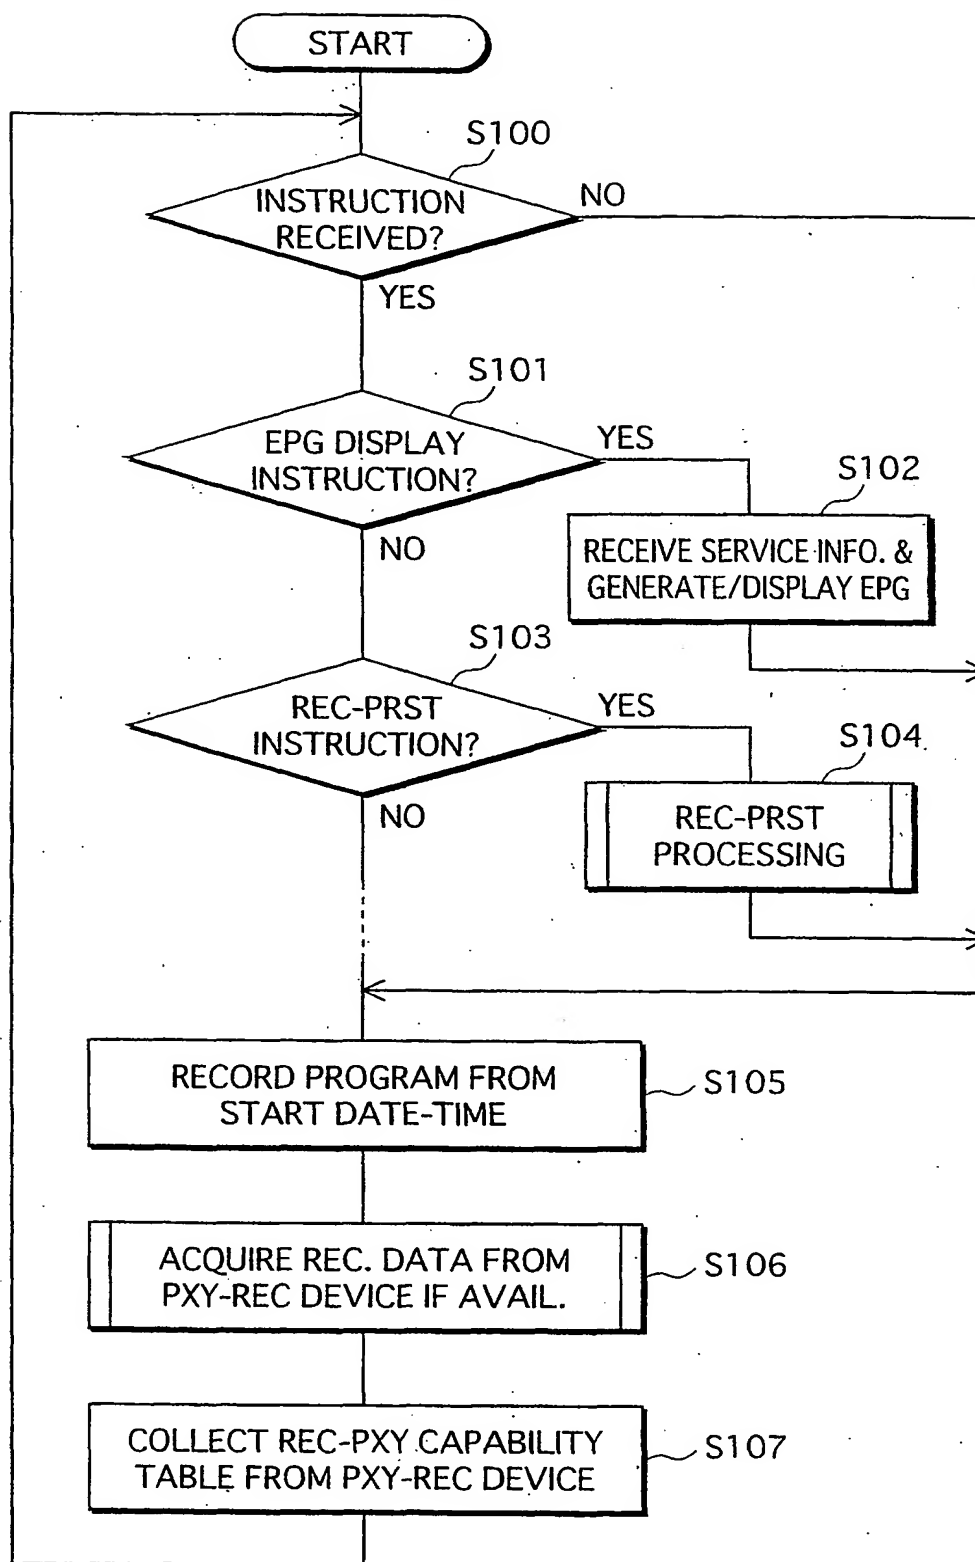 START
S100
INSTRUCTION
RECEIVED?
NO
YES
S101
EPG DISPLAY
INSTRUCTION?
YES
NO
S102
RECEIVE SERVICE INFO. &
GENERATE/DISPLAY EPG
S103
REC-PRST
INSTRUCTION?
YES
NO
S104
REC-PRST
PROCESSING
RECORD PROGRAM FROM
START DATE-TIME
S105
ACQUIRE REC. DATA FROM
PXY-REC DEVICE IF AVAIL.
S106
COLLECT REC-PXY CAPABILITY
TABLE FROM PXY-REC DEVICE
S107